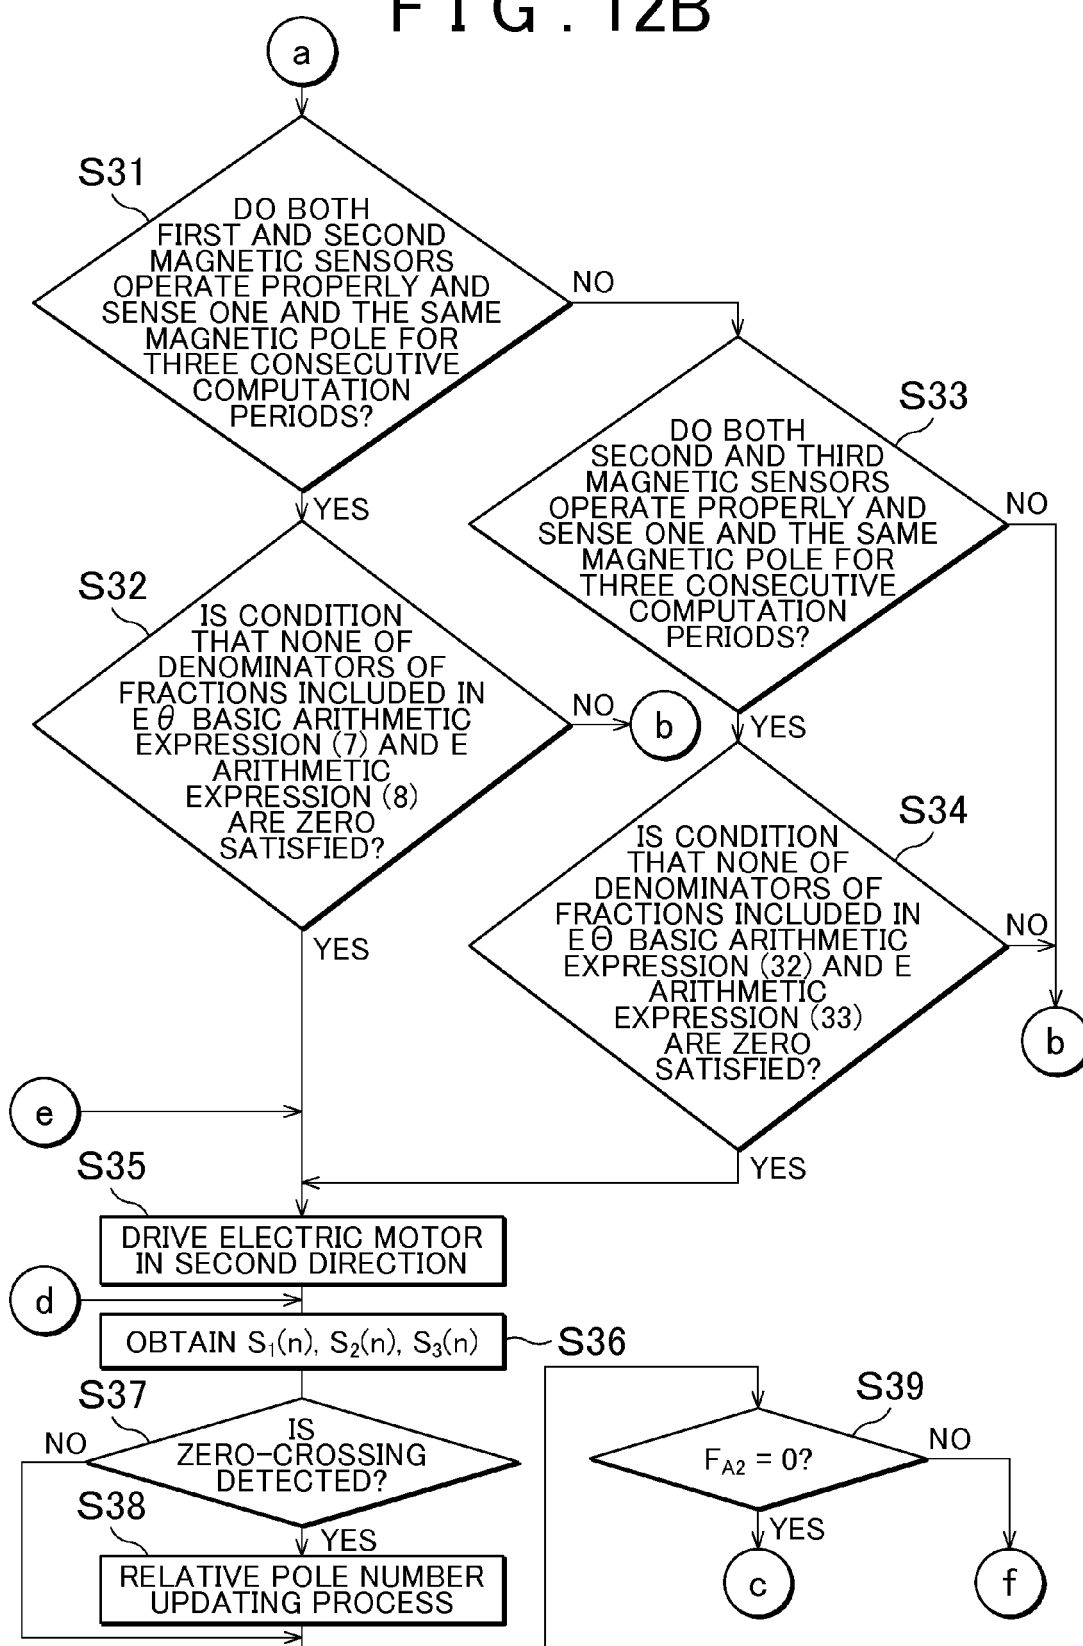 FIG. 12B
a
S31
DO BOTH
FIRST AND SECOND
MAGNETIC SENSORS
OPERATE PROPERLY AND
SENSE ONE AND THE SAME
MAGNETIC POLE FOR
THREE CONSECUTIVE
COMPUTATION
PERIODS?
NO
YES
S33
DO BOTH
SECOND AND THIRD
MAGNETIC SENSORS
OPERATE PROPERLY AND
SENSE ONE AND THE SAME
MAGNETIC POLE FOR
THREE CONSECUTIVE
COMPUTATION
PERIODS?
NO
YES
S32
IS CONDITION
THAT NONE OF
DENOMINATORS OF
FRACTIONS INCLUDED IN
Eθ BASIC ARITHMETIC
EXPRESSION (7) AND E
ARITHMETIC
EXPRESSION (8)
ARE ZERO
SATISFIED?
NO
b
YES
S34
IS CONDITION
THAT NONE OF
DENOMINATORS OF
FRACTIONS INCLUDED IN
EΘ BASIC ARITHMETIC
EXPRESSION (32) AND E
ARITHMETIC
EXPRESSION (33)
ARE ZERO
SATISFIED?
NO
b
YES
e
S35
DRIVE ELECTRIC MOTOR
IN SECOND DIRECTION
d
OBTAIN S₁(n), S₂(n), S₃(n)
S36
S37
IS
ZERO-CROSSING
DETECTED?
NO
YES
S38
RELATIVE POLE NUMBER
UPDATING PROCESS
S39
F_A2 = 0?
NO
YES
c
f